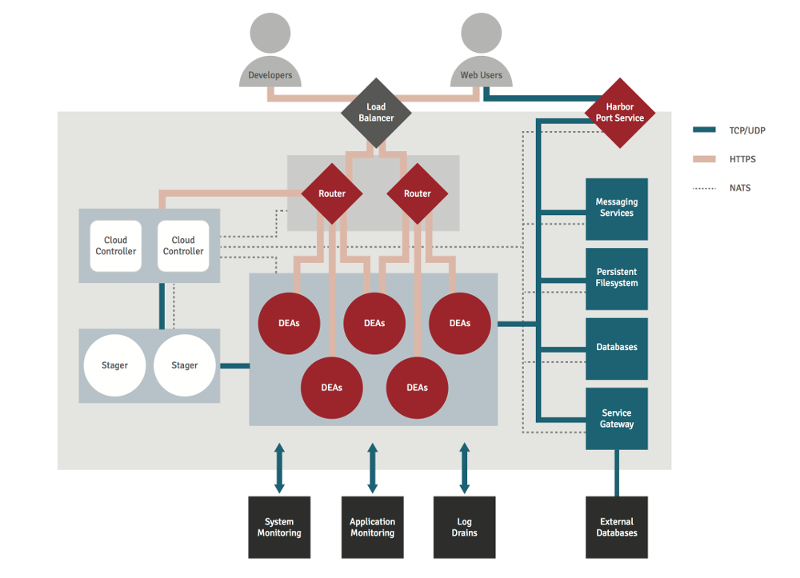 Developers
Web Users
Load
Balancer
Harbor
Port Service
TCP/UDP
HTTPS
NATS
Router
Router
Cloud
Controller
Cloud
Controller
Messaging
Services
Persistent
Filesystem
DEAs
DEAs
DEAs
Databases
Stager
Stager
DEAs
DEAs
Service
Gateway
System
Monitoring
Application
Monitoring
Log
Drains
External
Databases